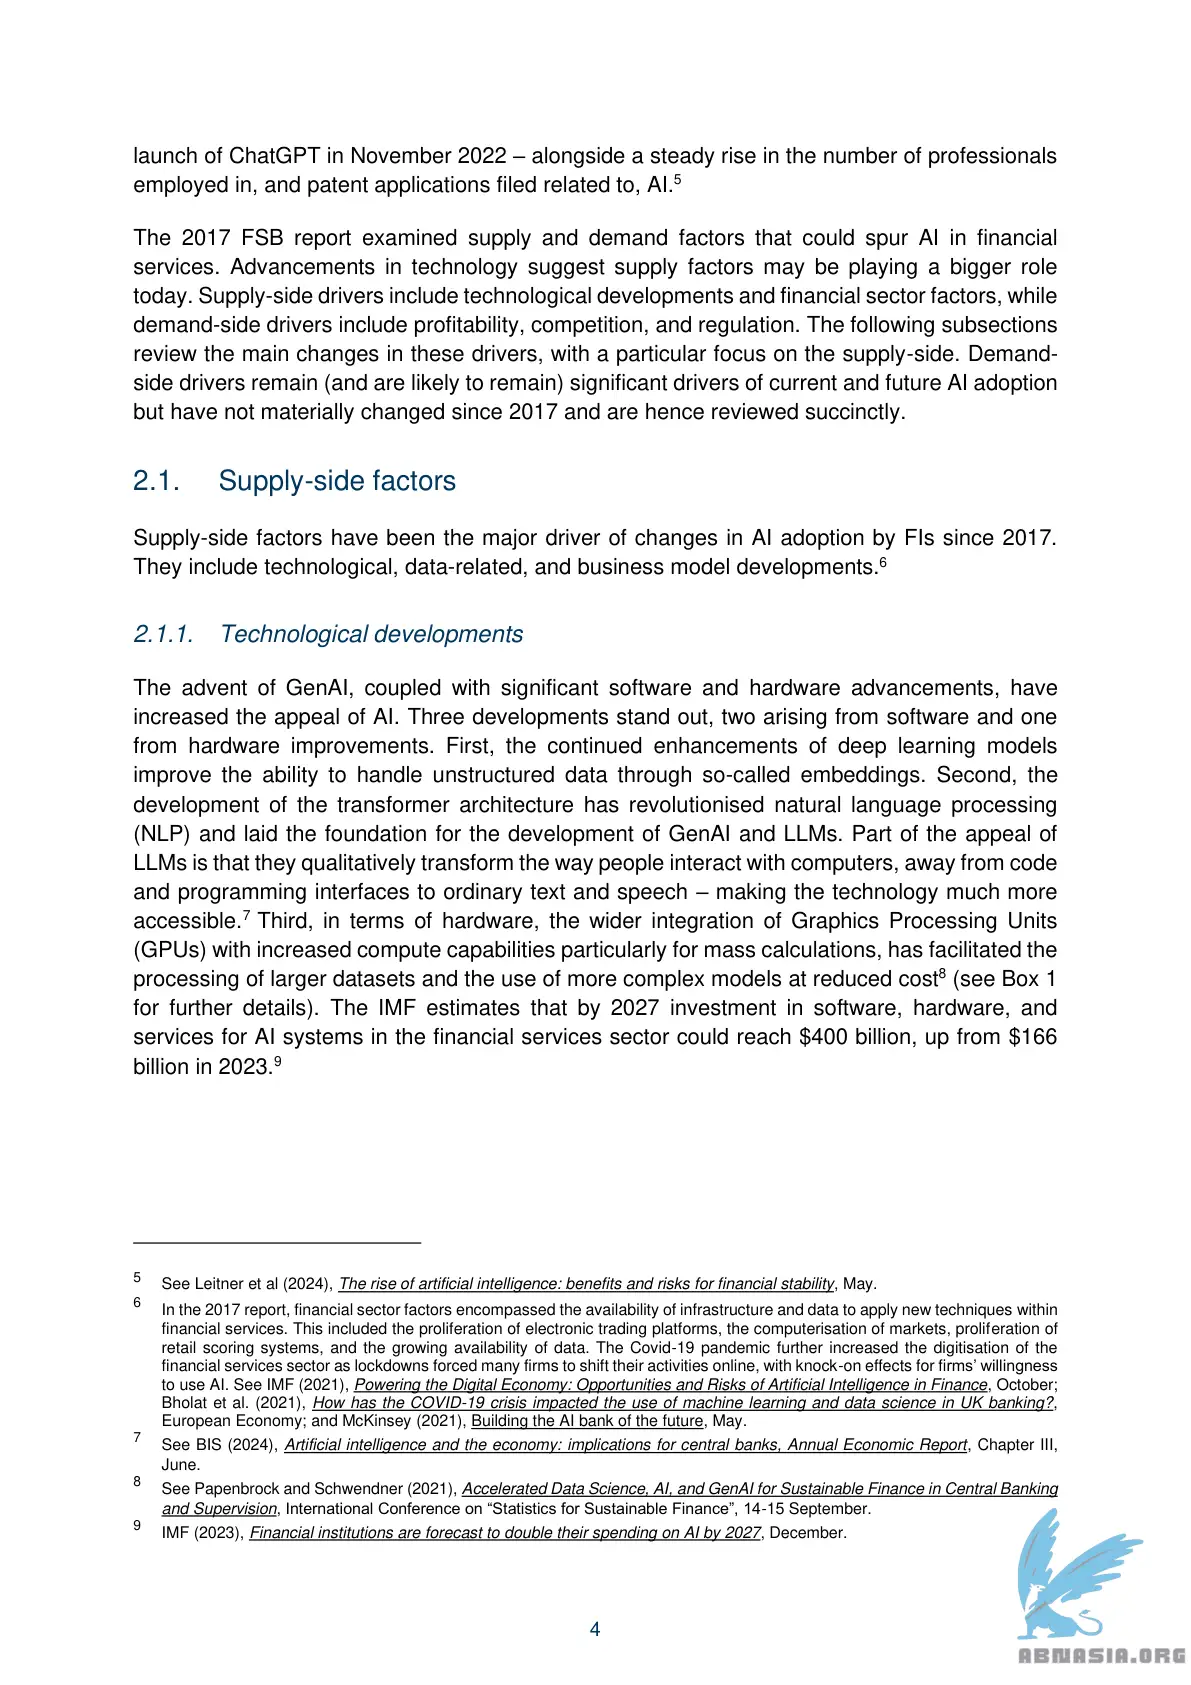 launch of ChatGPT in November 2022 – alongside a steady rise in the number of professionals
employed in, and patent applications filed related to, AI.5
The 2017 FSB report examined supply and demand factors that could spur AI in financial
services. Advancements in technology suggest supply factors may be playing a bigger role
today. Supply-side drivers include technological developments and financial sector factors, while
demand-side drivers include profitability, competition, and regulation. The following subsections
review the main changes in these drivers, with a particular focus on the supply-side. Demand-
side drivers remain (and are likely to remain) significant drivers of current and future AI adoption
but have not materially changed since 2017 and are hence reviewed succinctly.
2.1. Supply-side factors
Supply-side factors have been the major driver of changes in AI adoption by FIs since 2017.
They include technological, data-related, and business model developments.6
2.1.1. Technological developments
The advent of GenAI, coupled with significant software and hardware advancements, have
increased the appeal of AI. Three developments stand out, two arising from software and one
from hardware improvements. First, the continued enhancements of deep learning models
improve the ability to handle unstructured data through so-called embeddings. Second, the
development of the transformer architecture has revolutionised natural language processing
(NLP) and laid the foundation for the development of GenAI and LLMs. Part of the appeal of
LLMs is that they qualitatively transform the way people interact with computers, away from code
and programming interfaces to ordinary text and speech – making the technology much more
accessible.7 Third, in terms of hardware, the wider integration of Graphics Processing Units
(GPUs) with increased compute capabilities particularly for mass calculations, has facilitated the
processing of larger datasets and the use of more complex models at reduced cost8 (see Box 1
for further details). The IMF estimates that by 2027 investment in software, hardware, and
services for AI systems in the financial services sector could reach $400 billion, up from $166
billion in 2023.9
5 See Leitner et al (2024), The rise of artificial intelligence: benefits and risks for financial stability, May.
6 In the 2017 report, financial sector factors encompassed the availability of infrastructure and data to apply new techniques within
financial services. This included the proliferation of electronic trading platforms, the computerisation of markets, proliferation of
retail scoring systems, and the growing availability of data. The Covid-19 pandemic further increased the digitisation of the
financial services sector as lockdowns forced many firms to shift their activities online, with knock-on effects for firms’ willingness
to use AI. See IMF (2021), Powering the Digital Economy: Opportunities and Risks of Artificial Intelligence in Finance, October;
Bholat et al. (2021), How has the COVID-19 crisis impacted the use of machine learning and data science in UK banking?,
European Economy; and McKinsey (2021), Building the AI bank of the future, May.
7 See BIS (2024), Artificial intelligence and the economy: implications for central banks, Annual Economic Report, Chapter III,
June.
8 See Papenbrock and Schwendner (2021), Accelerated Data Science, AI, and GenAI for Sustainable Finance in Central Banking
and Supervision, International Conference on “Statistics for Sustainable Finance”, 14-15 September.
9 IMF (2023), Financial institutions are forecast to double their spending on AI by 2027, December.
4
ABNASIA.ORG